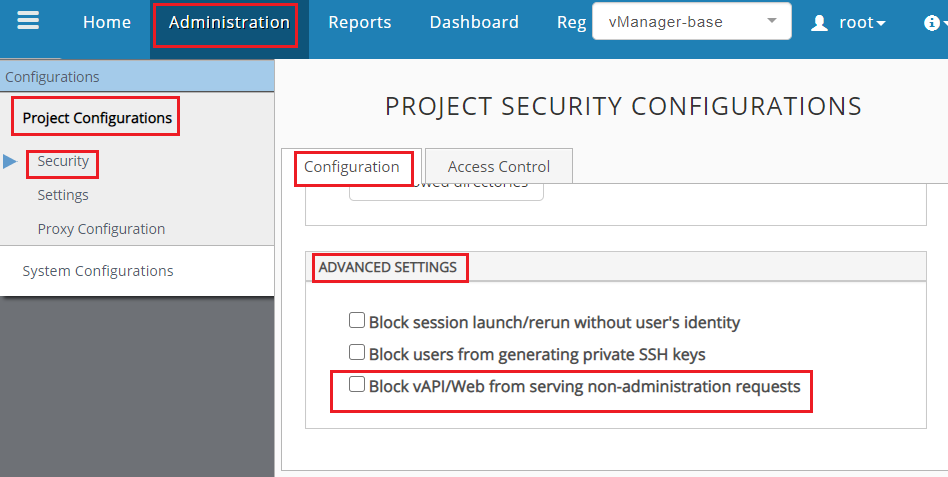 Home Administration Reports Dashboard Reg vManager-base root
Configurations
Project Configurations
Security
Settings
Proxy Configuration
System Configurations
PROJECT SECURITY CONFIGURATIONS
Configuration Access Control
directories
ADVANCED SETTINGS
Block session launch/rerun without user's identity
Block users from generating private SSH keys
Block vAPI/Web from serving non-administration requests